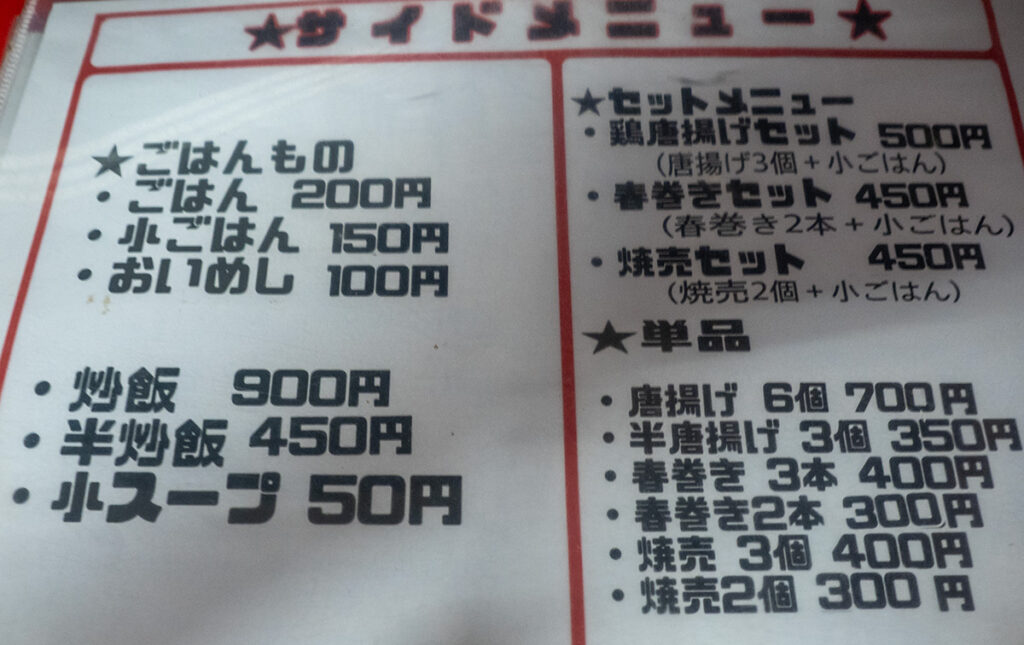 ★サイドメニュー★
★ごはんもの
・ごはん 200円
・小ごはん 150円
・おいめし 100円
・炒飯 900円
・半炒飯 450円
・小スープ 50円
★セットメニュー
・鶏唐揚げセット 500円
(唐揚げ3個+小ごはん)
・春巻きセット 450円
(春巻き2本+小ごはん)
・焼売セット 450円
(焼売2個+小ごはん)
★単品
・唐揚げ 6個 700円
・半唐揚げ 3個 350円
・春巻き 3本 400円
・春巻き2本 300円
・焼売 3個 400円
・焼売2個 300円